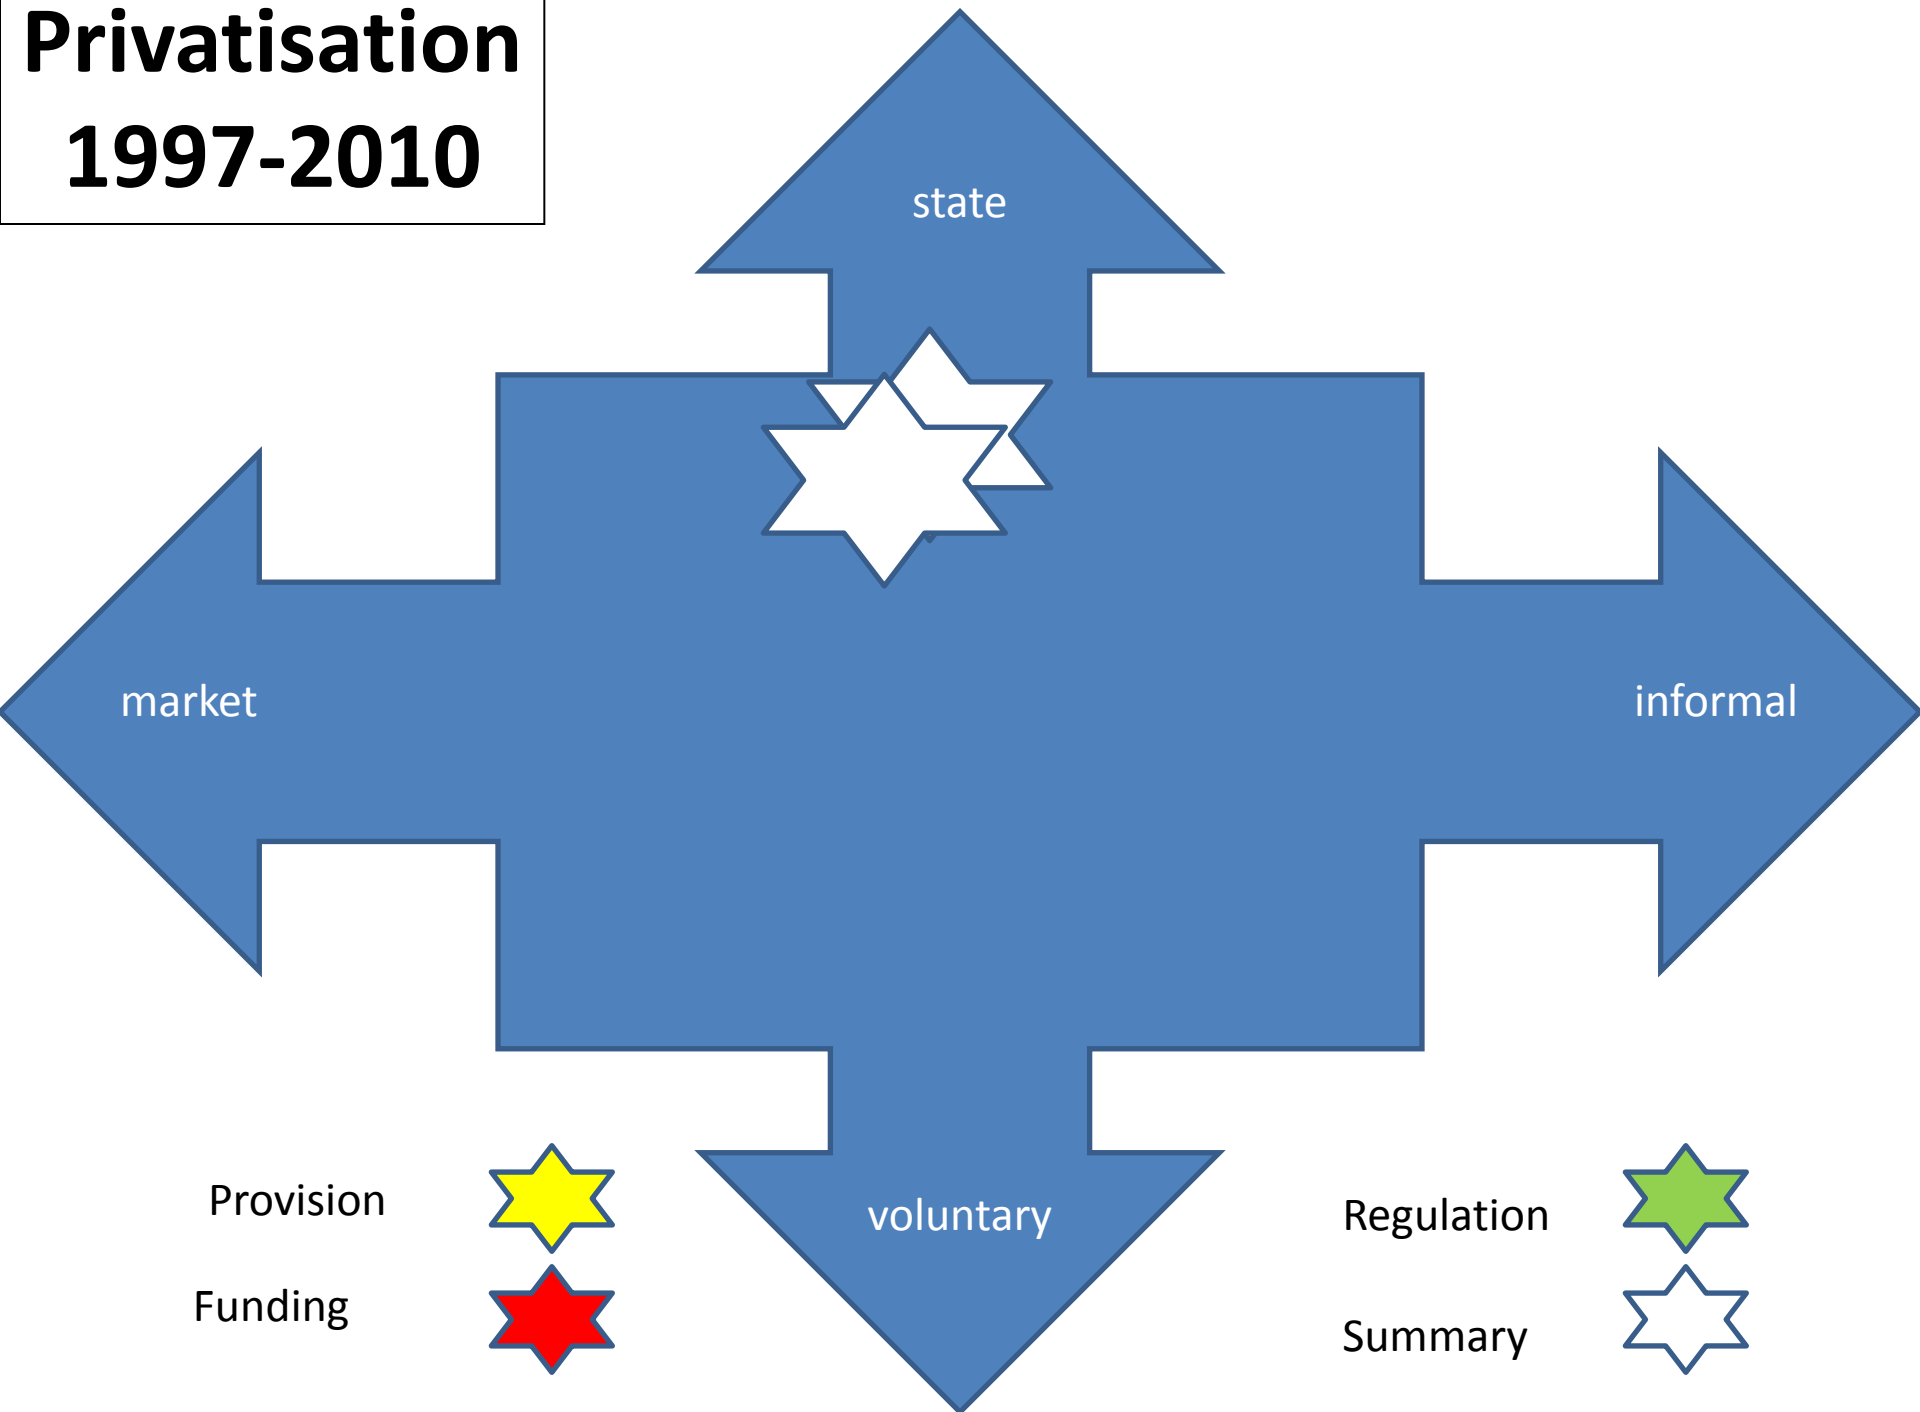 Privatisation
1997-2010
state
market
informal
voluntary
Provision
Funding
Regulation
Summary